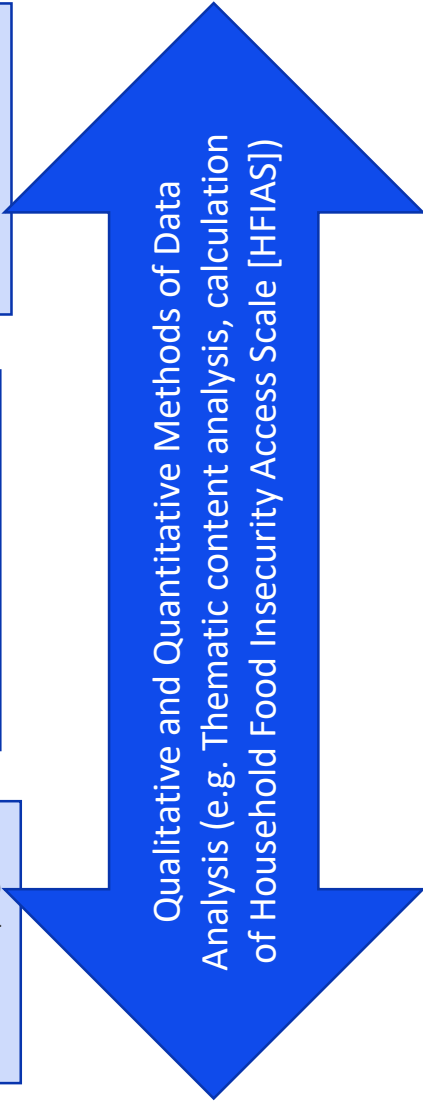 Qualitative and Quantitative Methods of Data
Analysis (e.g. Thematic content analysis, calculation
of Household Food Insecurity Access Scale [HFIAS])